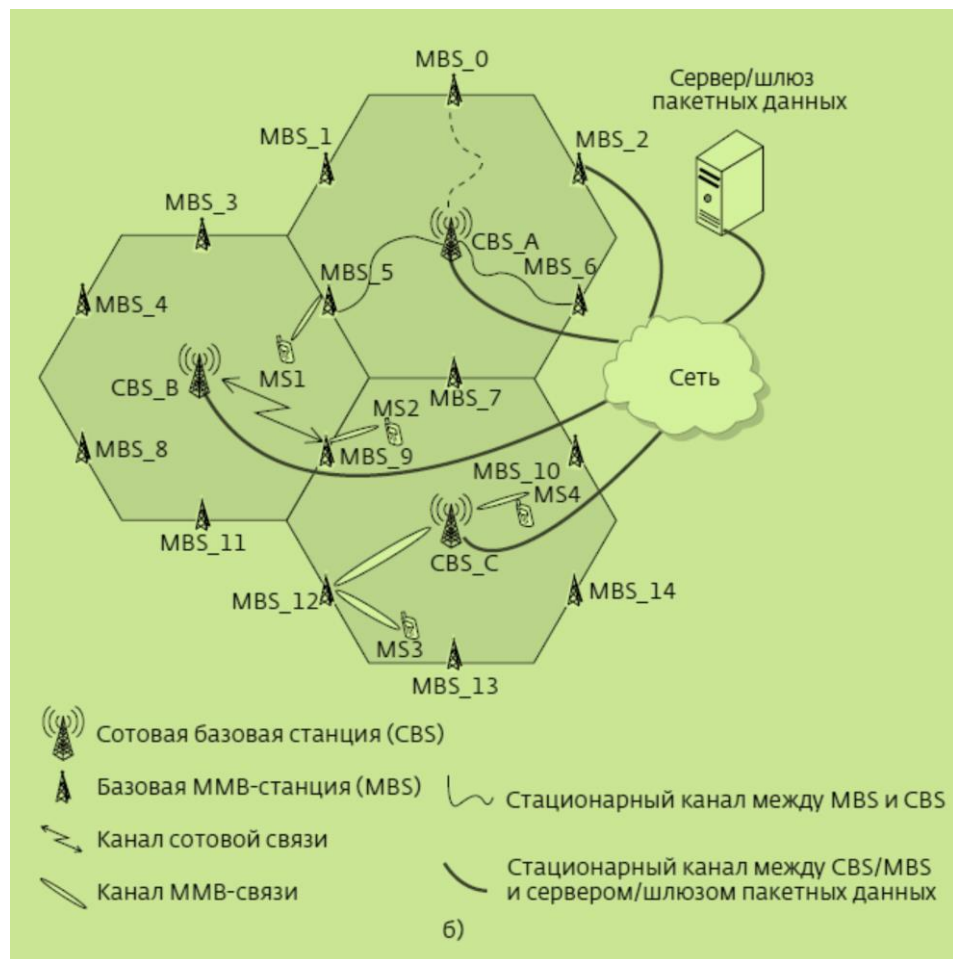 MBS_0
Сервер/шлюз
пакетных данных
MBS_1
MBS_2
MBS_3
CBS_A
MBS_5
MBS_6
MBS_4
MS1
CBS_B
Сеть
MBS_7
MS2
MBS_8
MBS_9
MBS_10
MS4
MBS_11
CBS_C
MBS_12
MBS_14
MS3
MBS_13
Сотовая базовая станция (CBS)
Базовая ММВ-станция (MBS)
Стационарный канал между MBS и CBS
Канал сотовой связи
Стационарный канал между CBS/MBS
и сервером/шлюзом пакетных данных
Канал ММВ-связи
б)